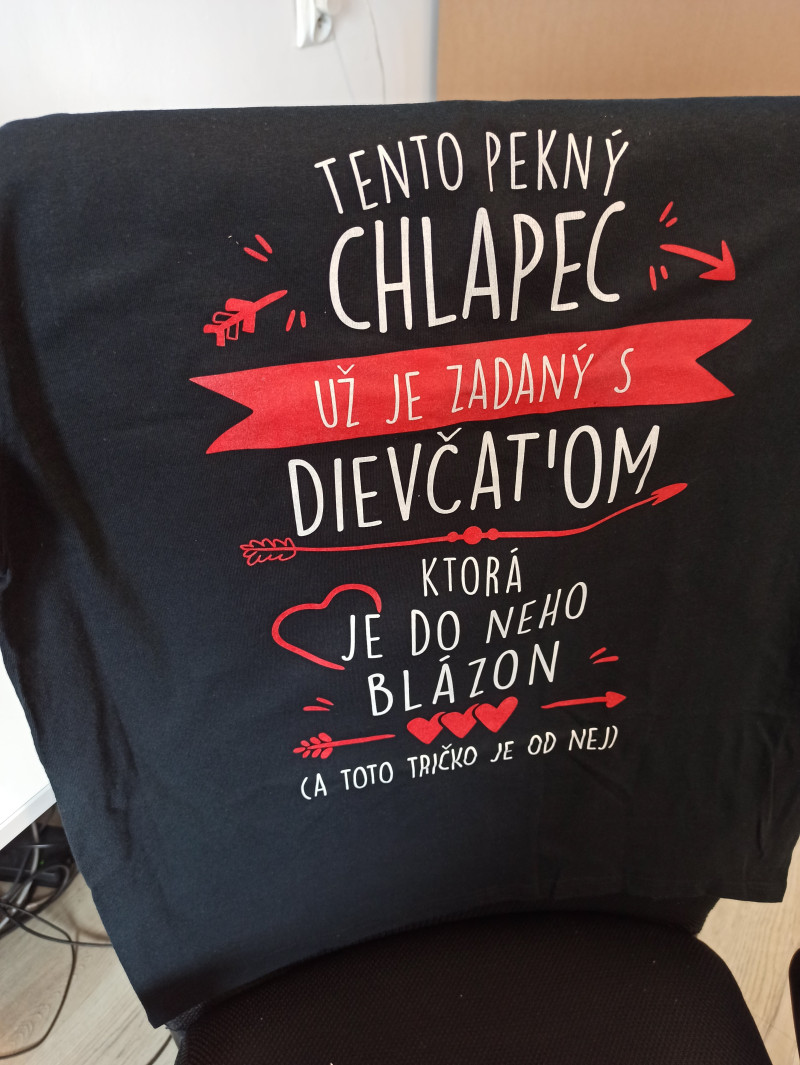 TENTO PEKNÝ
CHLAPEC
UŽ JE ZADANÝ S
DIEVČAT'OM
KTORÁ
JE DO NEHO
BLÁZON
(A TOTO TRIČKO JE OD NEJ)